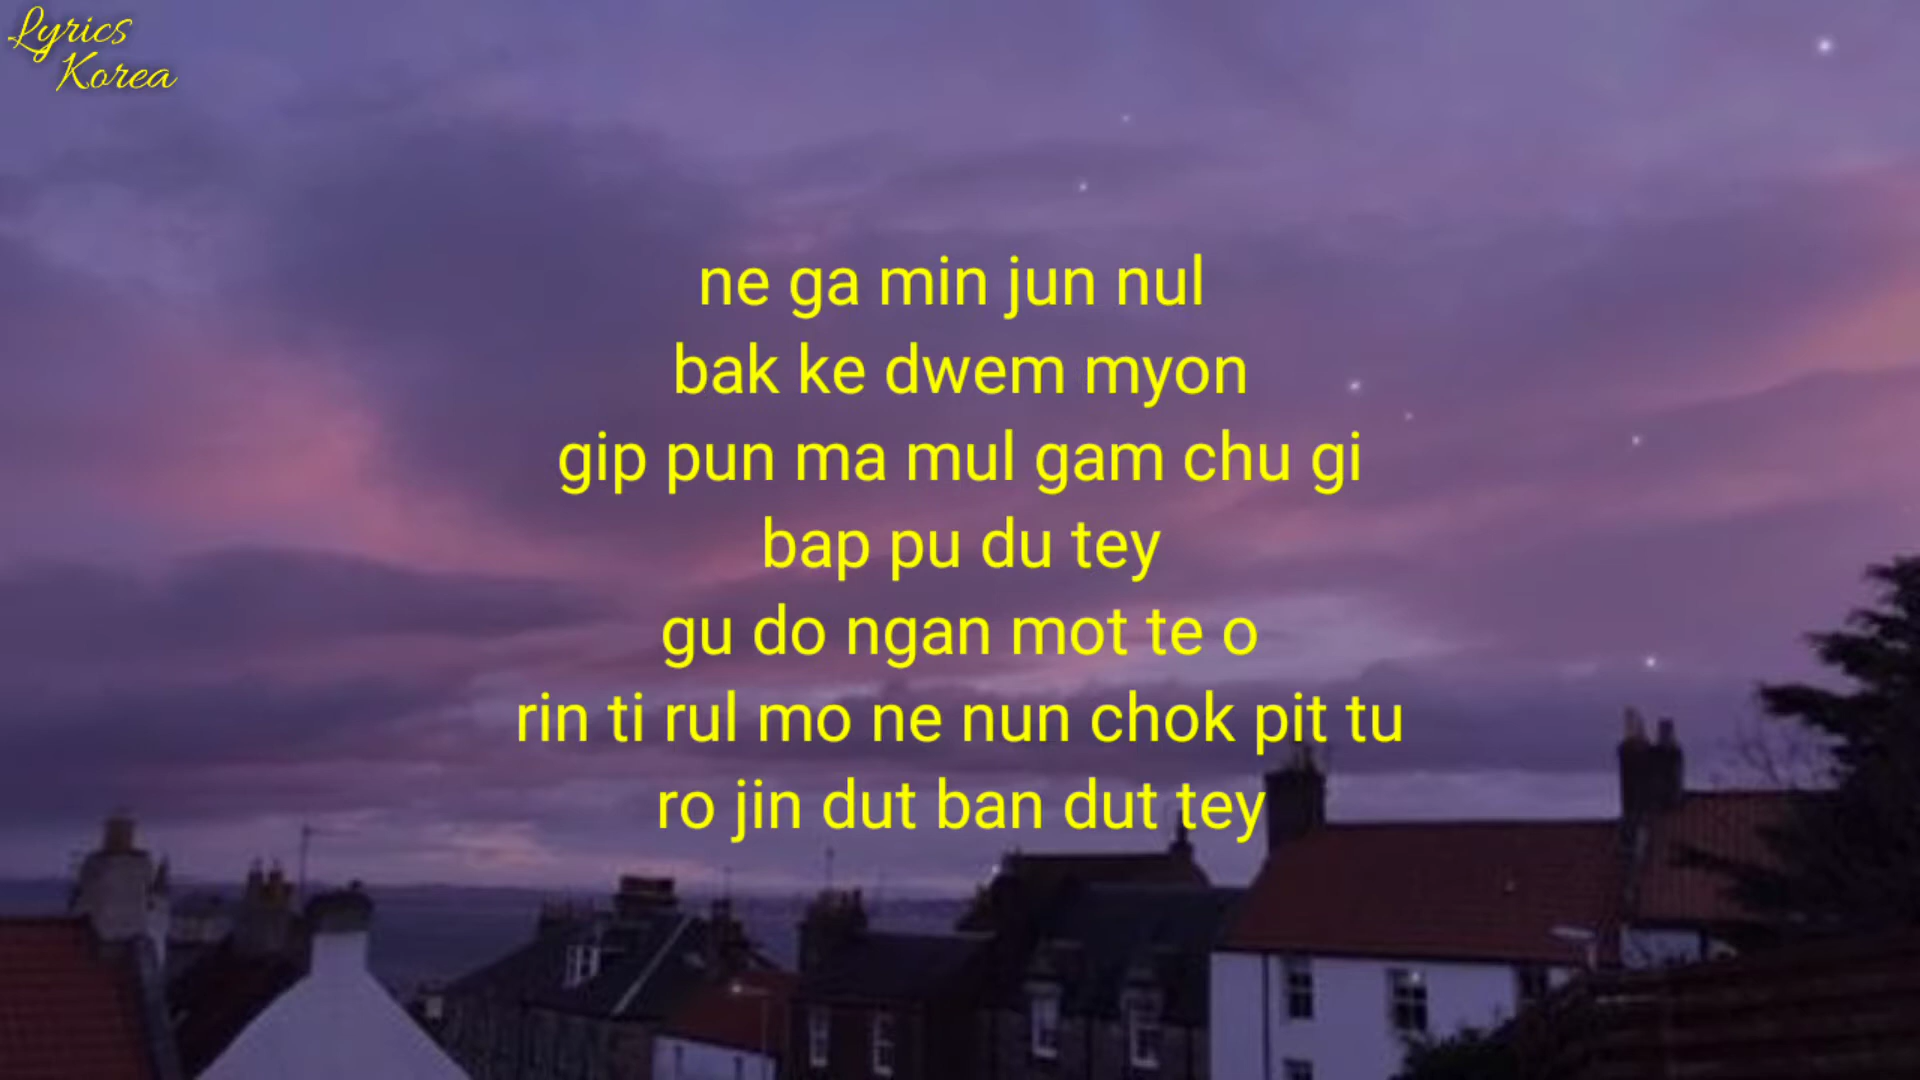 Lyrics
Korea
ne ga min jun nul
bak ke dwem myon
gip pun ma mul gam chu gi
bap pu du tey
gu do ngan mot te o
rin ti rul mo ne nun chok pit tu
ro jin dut ban dut tey